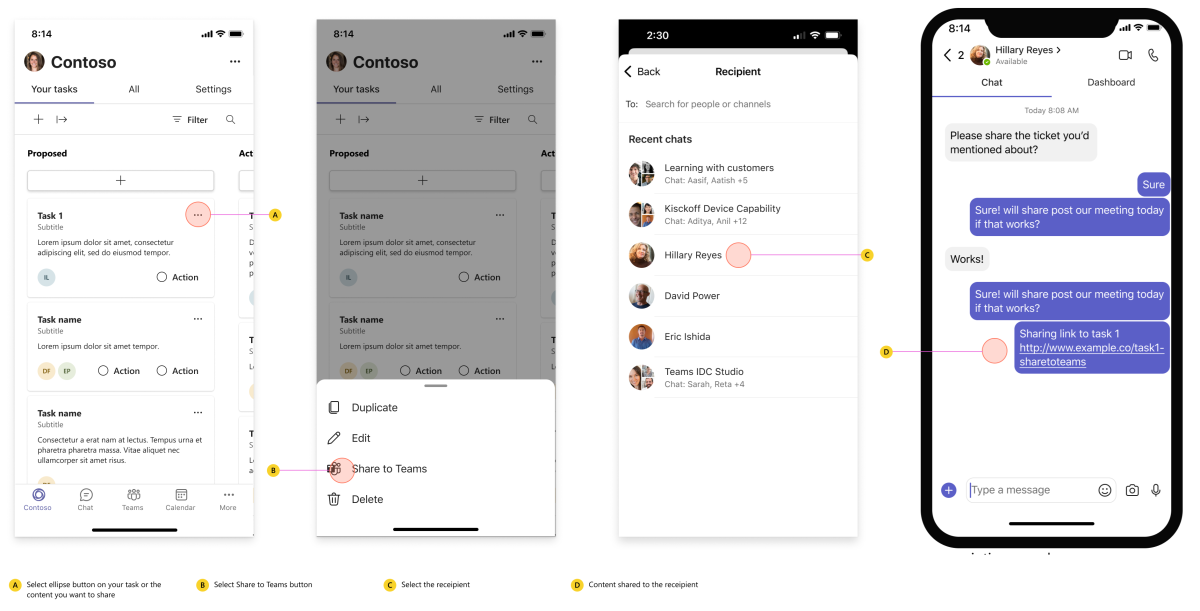 8:14
Contoso
Your tasks All Settings
Filter
Proposed Act
Task 1
Subtitle
Lorem ipsum dolor sit amet, consectetur
adipiscing elit, sed do eiusmod tempor.
IL Action
Task name
Subtitle
Lorem ipsum dolor sit amet tempor.
DF EP Action Action
Task name
Subtitle
Consectetur a erat nam at lectus. Tempus urna et
pharetra pharetra massa. Vitae aliquet nec
ullamcorper sit amet risus.
Contoso Chat Teams Calendar More
A
8:14
Contoso
Your tasks All Settings
Filter
Proposed Act
Task name
Subtitle
Lorem ipsum dolor sit amet, consectetur
adipiscing elit, sed do eiusmod tempor.
IL Action
Task name
Subtitle
Lorem ipsum dolor sit amet tempor.
DF EP Action Action
Duplicate
Edit
Share to Teams
Delete
B
2:30
Back Recipient
To: Search for people or channels
Recent chats
Learning with customers
Chat: Aasif, Aatish +5
Kisckoff Device Capability
Chat: Aditya, Anil +12
Hillary Reyes
David Power
Eric Ishida
Teams IDC Studio
Chat: Sarah, Reta +4
C
8:14
2 Hillary Reyes
Available
Chat Dashboard
Today 8:08 AM
Please share the ticket you'd
mentioned about?
Sure
Sure! will share post our meeting today
if that works?
Works!
Sure! will share post our meeting today
if that works?
Sharing link to task 1
http://www.example.co/task1-
sharetoteams
Type a message
D
A Select ellipse button on your task or the
content you want to share
B Select Share to Teams button
C Select the receipient
D Content shared to the receipient